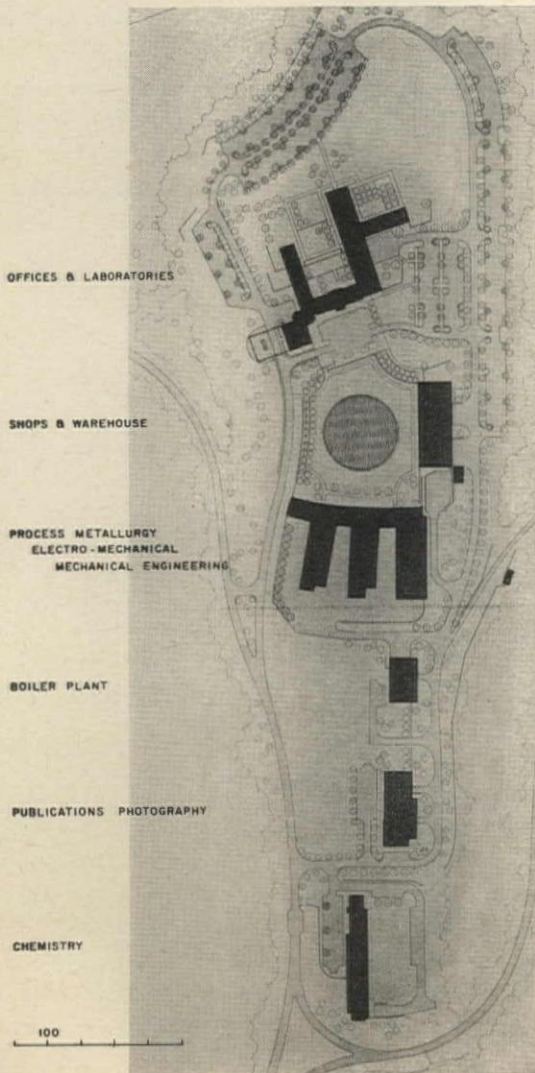 OFFICES & LABORATORIES
SHOPS & WAREHOUSE
PROCESS METALLURGY
ELECTRO-MECHANICAL
MECHANICAL ENGINEERING
BOILER PLANT
PUBLICATIONS PHOTOGRAPHY
CHEMISTRY
100